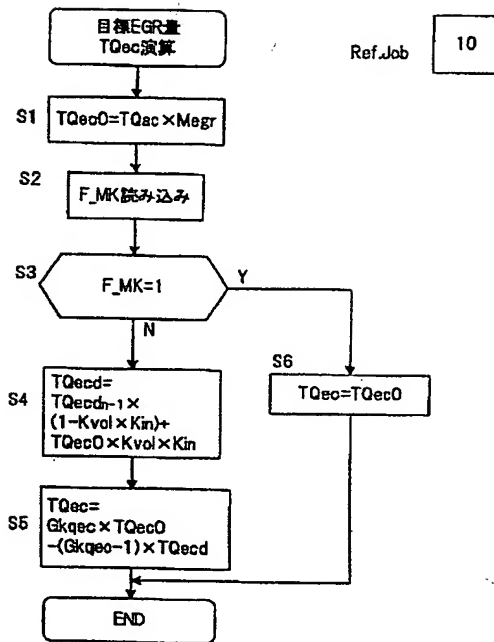 目標EGR量
TQec演算
Ref.Job
10
S1
TQec0=TQac×Megr
S2
F_MK読み込み
S3
F_MK=1
Y
N
S4
TQecd=
TQecdn-1×
(1-Kvol×Kin)+
TQec0×Kvol×Kin
S6
TQec=TQec0
S5
TQec=
Gkqec×TQec0
-(Gkqec-1)×TQecd
END